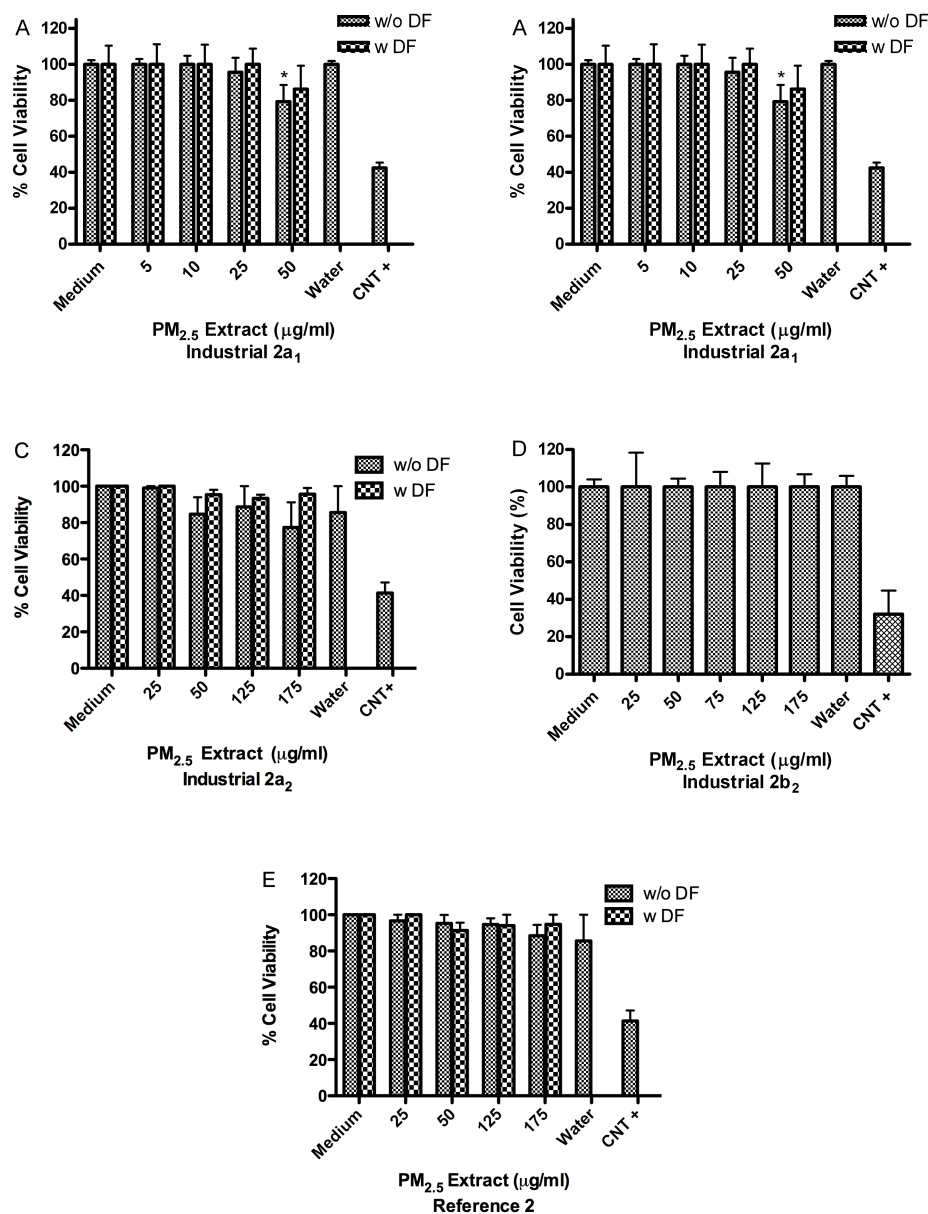 A
w/o DF
w DF
120
100
80
60
40
20
0
% Cell Viability
*
Medium
5
10
25
50
Water
CNT +
PM2.5 Extract (μg/ml)
Industrial 2a1
A
w/o DF
w DF
120
100
80
60
40
20
0
% Cell Viability
*
Medium
5
10
25
50
Water
CNT +
PM2.5 Extract (μg/ml)
Industrial 2a1
C
w/o DF
w DF
120
100
80
60
40
20
0
% Cell Viability
Medium
25
50
125
175
Water
CNT+
PM2.5 Extract (μg/ml)
Industrial 2a2
D
120
100
80
60
40
20
0
Cell Viability (%)
Medium
25
50
75
125
175
Water
CNT +
PM2.5 Extract (μg/ml)
Industrial 2b2
E
w/o DF
w DF
120
100
80
60
40
20
0
% Cell Viability
Medium
25
50
125
175
Water
CNT +
PM2.5 Extract (μg/ml)
Reference 2